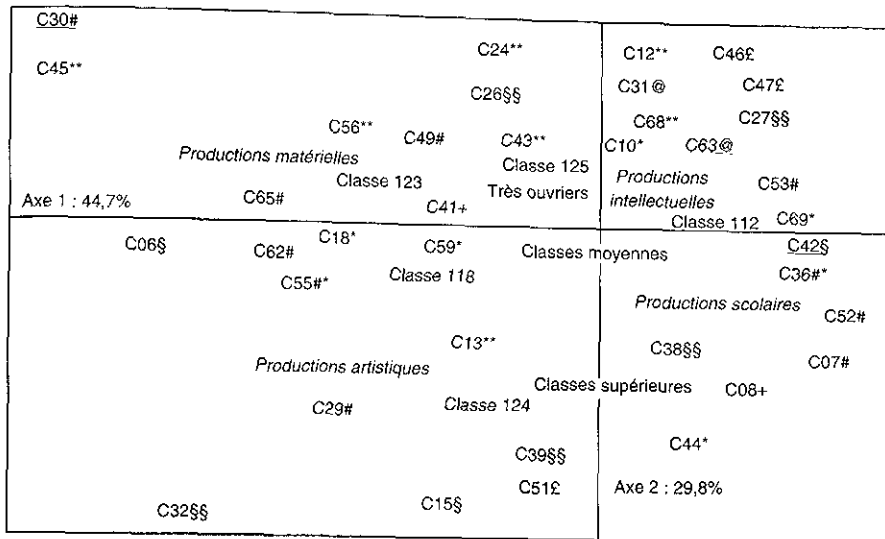 C30#
C24** C12** C46£
C45**
C31@ C47£
C26§§
C68** C27§§
C56** C49# C43** C10* C63@
Productions matérielles
Classe 125 Productions
Classe 123 Très ouvriers intellectuelles C53#
Axe 1 : 44,7% C65# C41+
Classe 112 C69*
C06§ C62# C18* C59* Classes moyennes C42§
C55#* Classe 118 C36#*
Productions scolaires
C52#
C13** C38§§
Productions artistiques C07#
Classes supérieures C08+
C29# Classe 124
C44*
C39§§
C51£ Axe 2 : 29,8%
C32§§ C15§